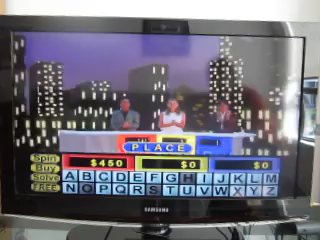 PLACE
Spin
$450 $0 $0
Buy
ABCDEFGHIJKLM
Solve
FREE
NOPQRSTUVWXYZ
SAMSUNG